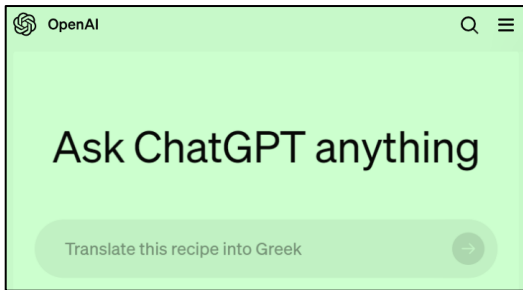 OpenAI
Ask ChatGPT anything
Translate this recipe into Greek